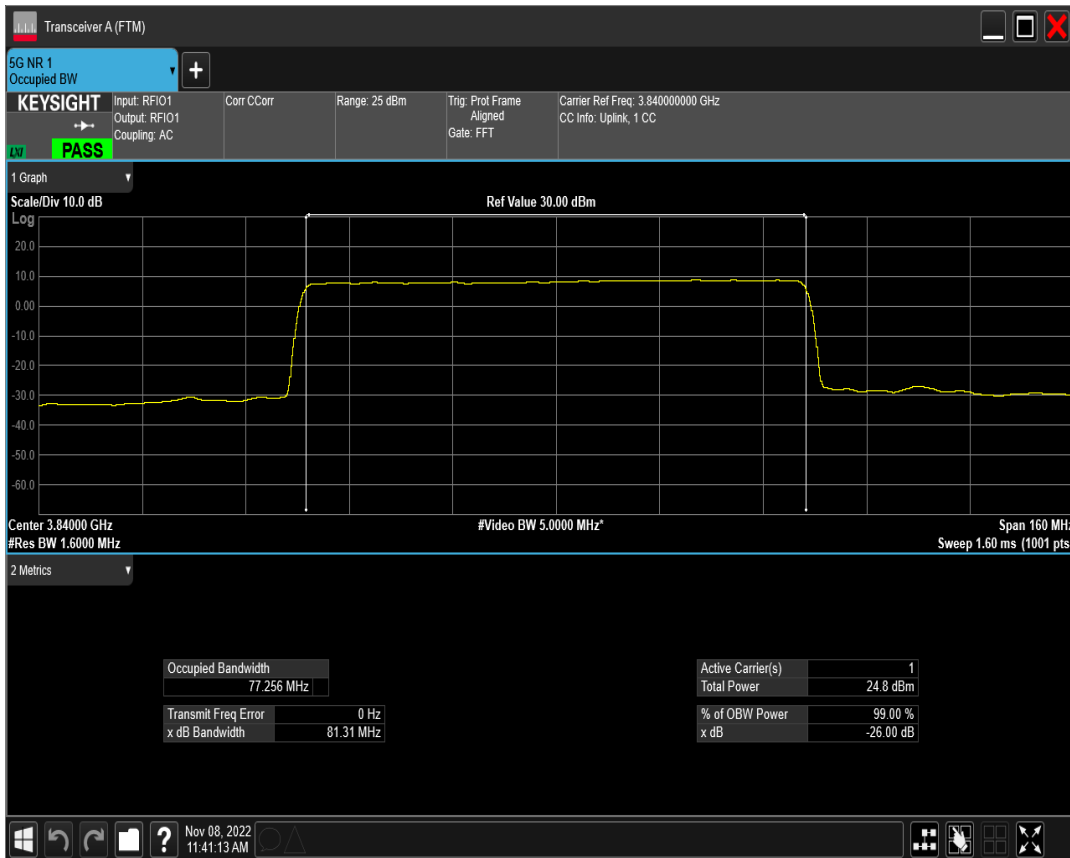 Transceiver A (FTM)
5G NR 1
Occupied BW
+
KEYSIGHT
LXI
PASS
Input: RFIO1
Output: RFIO1
Coupling: AC
Corr CCorr
Range: 25 dBm
Trig: Prot Frame
Aligned
Gate: FFT
Carrier Ref Freq: 3.840000000 GHz
CC Info: Uplink, 1 CC
1 Graph
Scale/Div 10.0 dB
Ref Value 30.00 dBm
Log
20.0
10.0
0.00
-10.0
-20.0
-30.0
-40.0
-50.0
-60.0
Center 3.84000 GHz
#Video BW 5.0000 MHz*
Span 160 MHz
#Res BW 1.6000 MHz
Sweep 1.60 ms (1001 pts
2 Metrics
Occupied Bandwidth
77.256 MHz
Transmit Freq Error 0 Hz
x dB Bandwidth 81.31 MHz
Active Carrier(s) 1
Total Power 24.8 dBm
% of OBW Power 99.00 %
x dB -26.00 dB
?
Nov 08, 2022
11:41:13 AM